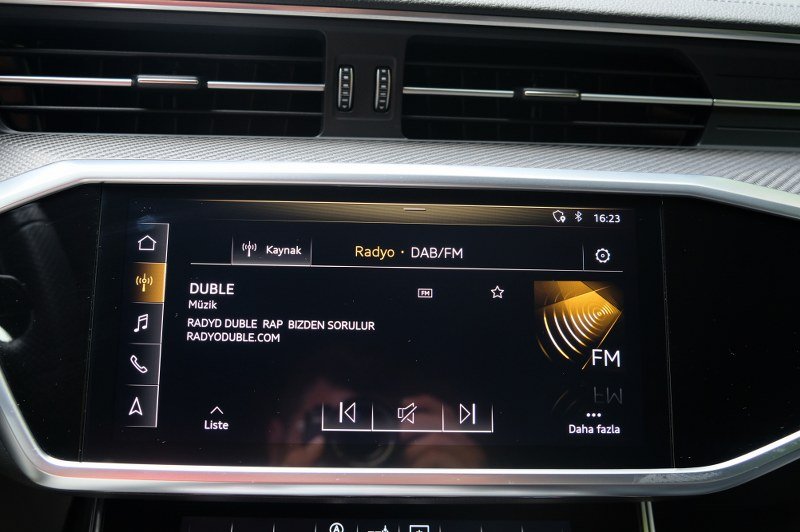 16:23
Kaynak
Radyo · DAB/FM
DUBLE
FM
Müzik
RADYD DUBLE RAP BIZDEN SORULUR
RADYODUBLE.COM
FM
Liste
Daha fazla